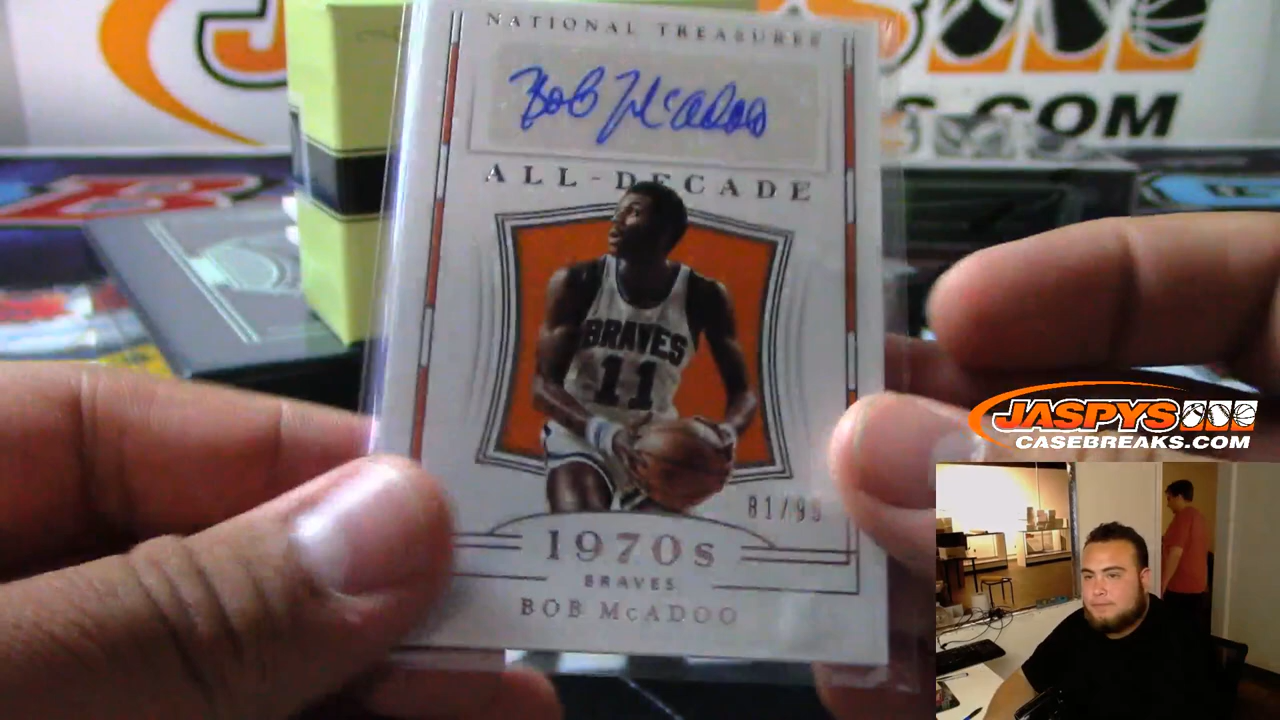 NATIONAL TREASURES
Bob McAdoo
ALL-DECADE
BRAVES
11
81/99
1970s
BRAVES
BOB McADOO
S.COM
JASPYS
CASEBREAKS.COM